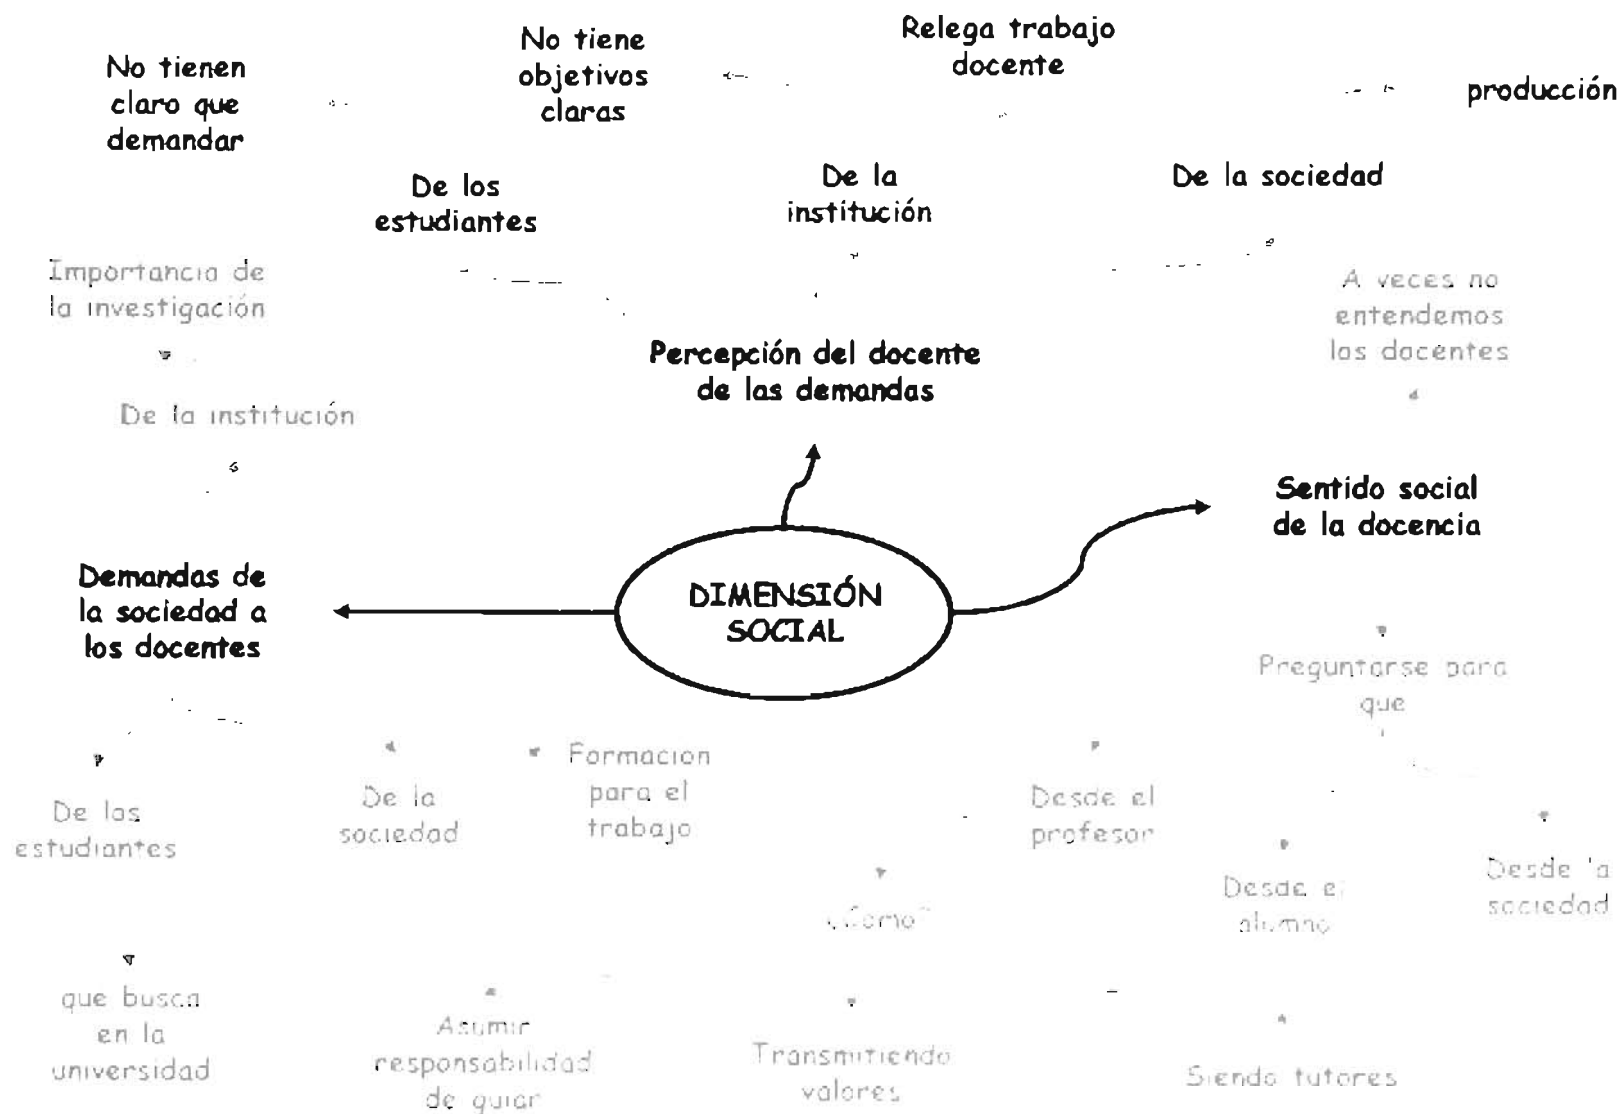 No tienen
claro que
demandar
No tiene
objetivos
claras
Relega trabajo
docente
producción
De los
estudiantes
De la
institución
De la sociedad
Importancia de
la investigación
A veces no
entendemos
los docentes
Percepción del docente
de las demandas
De la institución
Sentido social
de la docencia
Demandas de
la sociedad a
los docentes
DIMENSIÓN
SOCIAL
Preguntarse para
que
De los
estudiantes
De la
sociedad
Formacion
para el
trabajo
Desde el
profesor
Desde el
alumno
Desde la
sociedad
¿Como?
que busca
en la
universidad
Asumir
responsabilidad
de guiar
Transmitiendo
valores
Siendo tutores